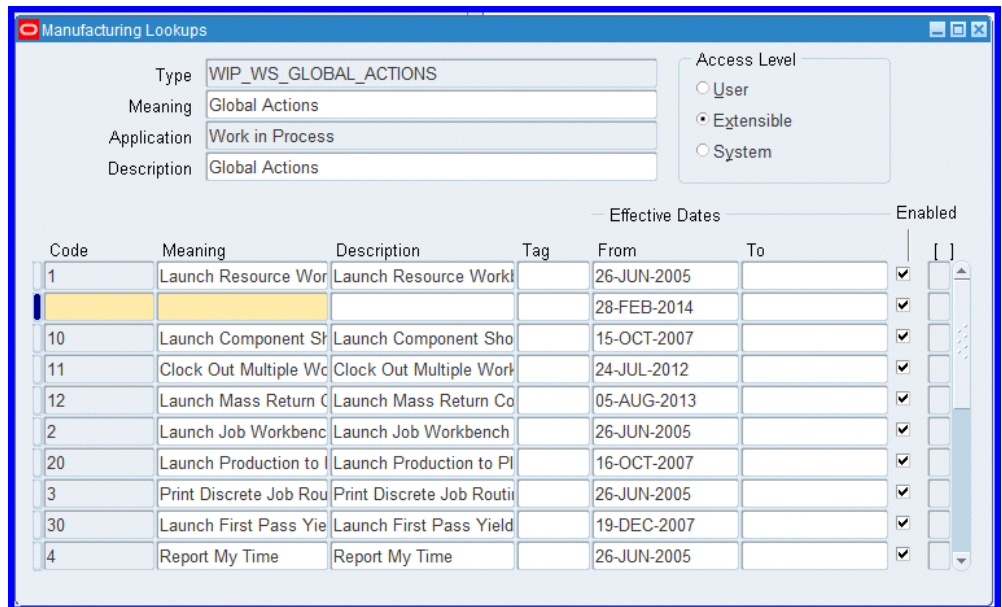 Manufacturing Lookups
Type WIP_WS_GLOBAL_ACTIONS
Meaning Global Actions
Application Work in Process
Description Global Actions
Access Level
User
Extensible
System
Effective Dates Enabled
Code Meaning Description Tag From To [ ]
1 Launch Resource Wor Launch Resource Workb 26-JUN-2005
28-FEB-2014
10 Launch Component Sh Launch Component Sho 15-OCT-2007
11 Clock Out Multiple Wo Clock Out Multiple Work 24-JUL-2012
12 Launch Mass Return C Launch Mass Return Co 05-AUG-2013
2 Launch Job Workbenc Launch Job Workbench 26-JUN-2005
20 Launch Production to Launch Production to Pl 16-OCT-2007
3 Print Discrete Job Rou Print Discrete Job Routi 26-JUN-2005
30 Launch First Pass Yie Launch First Pass Yield 19-DEC-2007
4 Report My Time Report My Time 26-JUN-2005